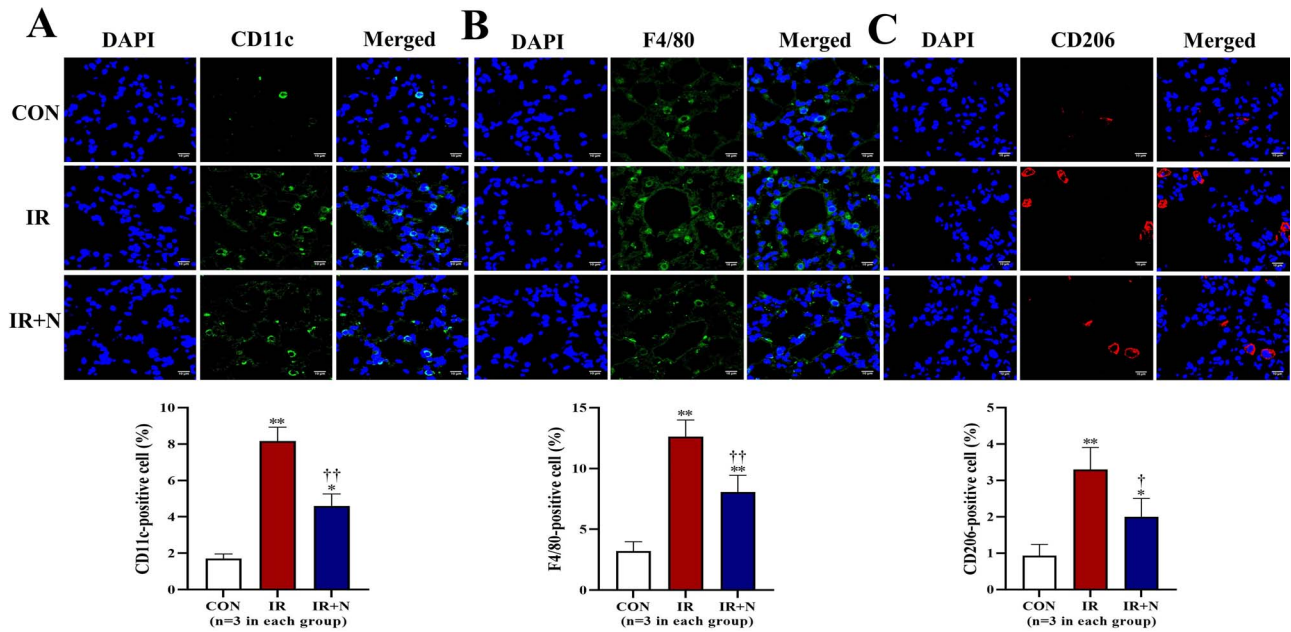 A
B
C
DAPI CD11c Merged DAPI F4/80 Merged DAPI CD206 Merged
CON
IR
IR+N
10 8 6 4 2 0
CD11c-positive cell (%)
**
††
*
CON IR IR+N
(n=3 in each group)
15 10 5 0
F4/80-positive cell (%)
**
††
**
CON IR IR+N
(n=3 in each group)
5 4 3 2 1 0
CD206-positive cell (%)
**
†
*
CON IR IR+N
(n=3 in each group)